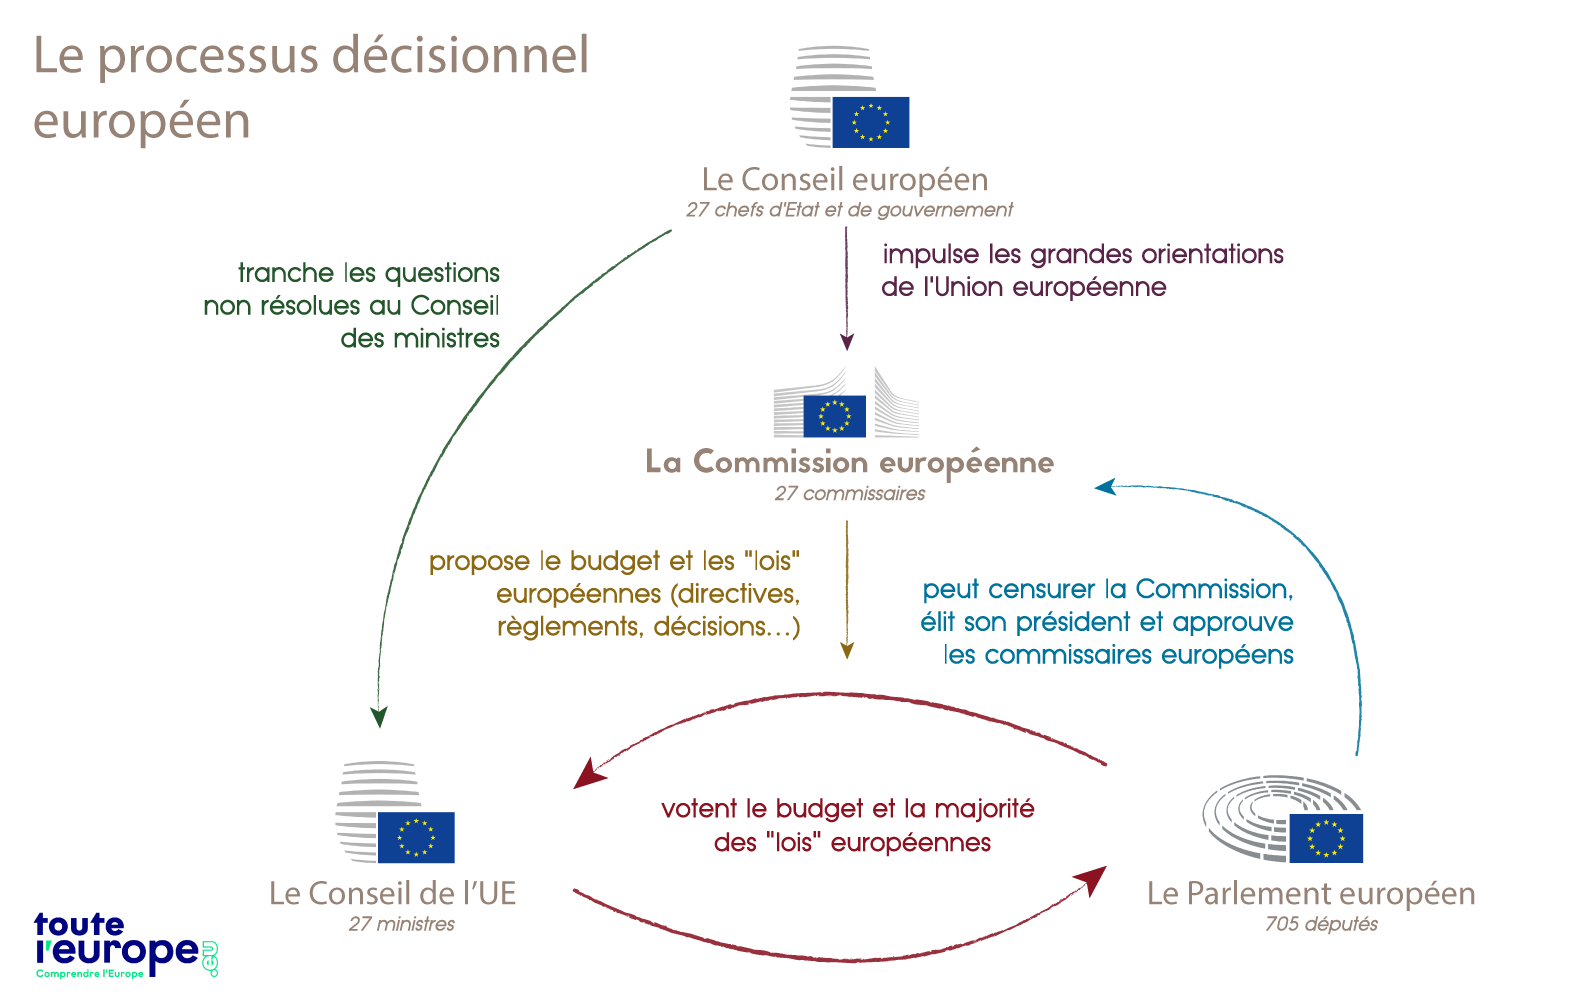 Le processus décisionnel
européen
Le Conseil européen
27 chefs d'Etat et de gouvernement
impulse les grandes orientations
de l'Union européenne
tranche les questions
non résolues au Conseil
des ministres
La Commission européenne
27 commissaires
propose le budget et les "lois"
européennes (directives,
règlements, décisions...)
peut censurer la Commission,
élit son président et approuve
les commissaires européens
votent le budget et la majorité
des "lois" européennes
Le Conseil de l’UE
27 ministres
Le Parlement européen
705 députés
toute
l'europe.eu
Comprendre l'Europe